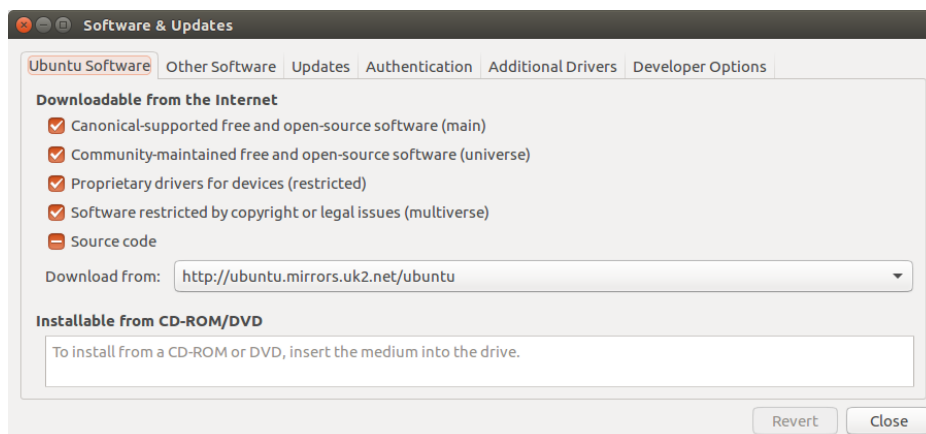 Software & Updates
Ubuntu Software Other Software Updates Authentication Additional Drivers Developer Options
Downloadable from the Internet
Canonical-supported free and open-source software (main)
Community-maintained free and open-source software (universe)
Proprietary drivers for devices (restricted)
Software restricted by copyright or legal issues (multiverse)
Source code
Download from: http://ubuntu.mirrors.uk2.net/ubuntu
Installable from CD-ROM/DVD
To install from a CD-ROM or DVD, insert the medium into the drive.
Revert Close